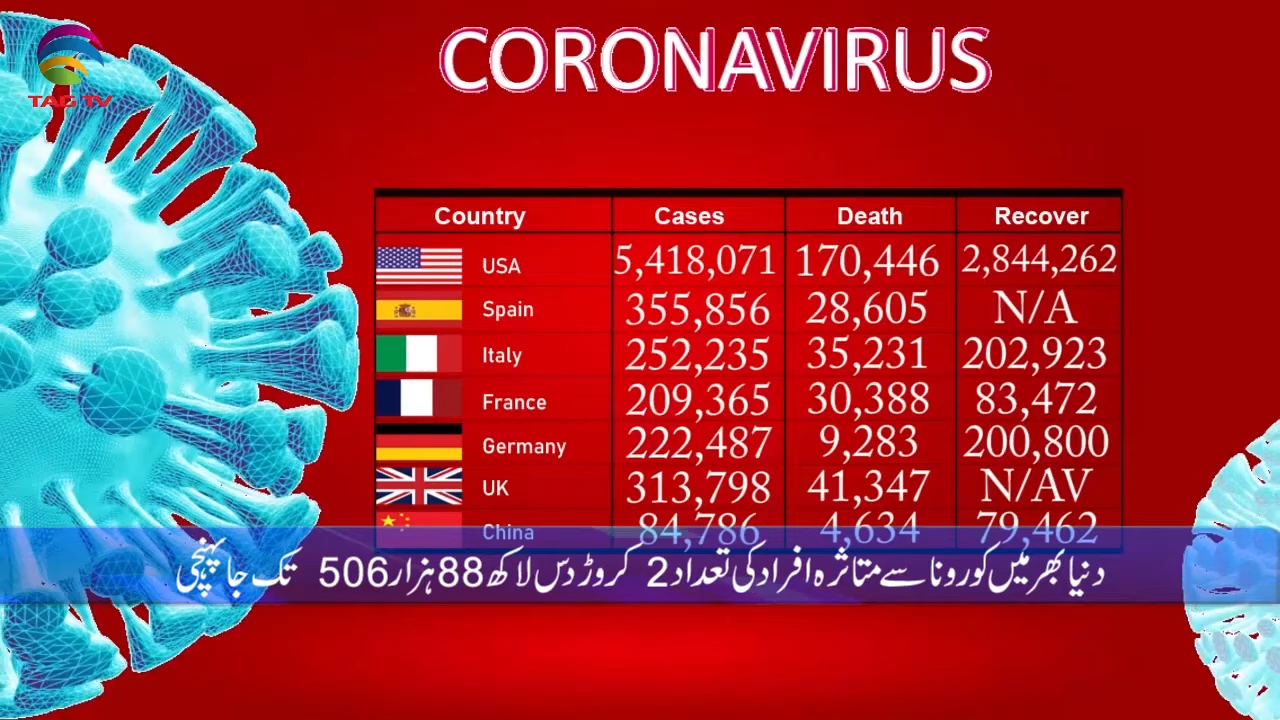 TAG TV
CORONAVIRUS
Country Cases Death Recover
USA 5,418,071 170,446 2,844,262
Spain 355,856 28,605 N/A
Italy 252,235 35,231 202,923
France 209,365 30,388 83,472
Germany 222,487 9,283 200,800
UK 313,798 41,347 N/AV
China 84,786 4,634 79,462
دنیا بھر میں کورونا سے متاثرہ افراد کی تعداد 2 کروڑ دس لاکھ 88 ہزار 506 تک جا پہنچی